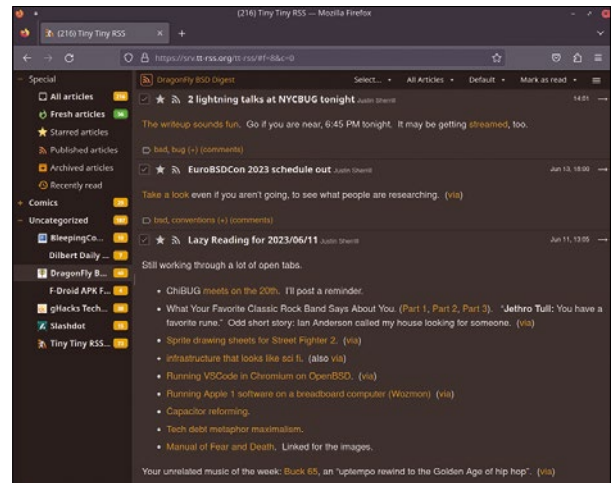 (216) Tiny Tiny RSS — Mozilla Firefox
(216) Tiny Tiny RSS
https://srv.tt-rss.org/tt-rss/#f=8&c=0
Special
All articles
Fresh articles
Starred articles
Published articles
Archived articles
Recently read
Comics
Uncategorized
BleepingCo...
Dilbert Daily ...
DragonFly B...
F-Droid APK F...
gHacks Tech...
Slashdot
Tiny Tiny RSS...
DragonFly BSD Digest Select... All Articles Default Mark as read
2 lightning talks at NYCBUG tonight Justin Sherrill 14:51
The writeup sounds fun. Go if you are near, 6:45 PM tonight. It may be getting streamed, too.
bsd, bug (+) (comments)
EuroBSDCon 2023 schedule out Justin Sherrill Jun 13, 18:00
Take a look even if you aren't going, to see what people are researching. (via)
bsd, conventions (+) (comments)
Lazy Reading for 2023/06/11 Justin Sherrill Jun 11, 13:05
Still working through a lot of open tabs.
• ChiBUG meets on the 20th. I'll post a reminder.
• What Your Favorite Classic Rock Band Says About You. (Part 1, Part 2, Part 3). "Jethro Tull: You have a
favorite rune." Odd short story: Ian Anderson called my house looking for someone. (via)
• Sprite drawing sheets for Street Fighter 2. (via)
• infrastructure that looks like sci fi. (also via)
• Running VSCode in Chromium on OpenBSD. (via)
• Running Apple 1 software on a breadboard computer (Wozmon) (via)
• Capacitor reforming.
• Tech debt metaphor maximalism.
• Manual of Fear and Death. Linked for the images.
Your unrelated music of the week: Buck 65, an "uptempo rewind to the Golden Age of hip hop". (via)